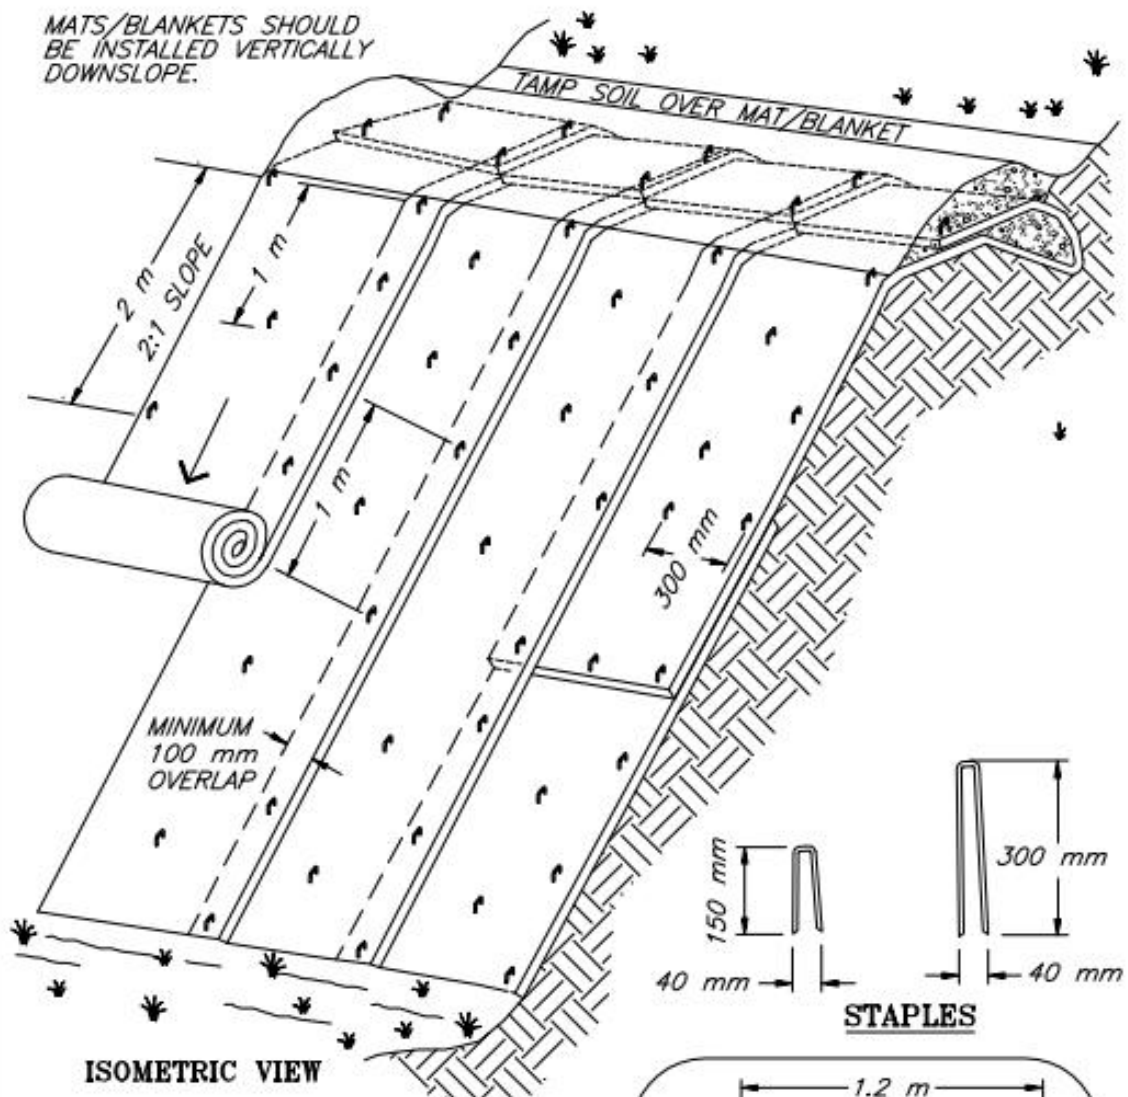 MATS/BLANKETS SHOULD
BE INSTALLED VERTICALLY
DOWNSLOPE.
TAMP SOIL OVER MAT/BLANKET
2 m
2:1 SLOPE
1 m
1 m
300 mm
MINIMUM
100 mm
OVERLAP
150 mm
300 mm
40 mm
40 mm
STAPLES
ISOMETRIC VIEW
1.2 m